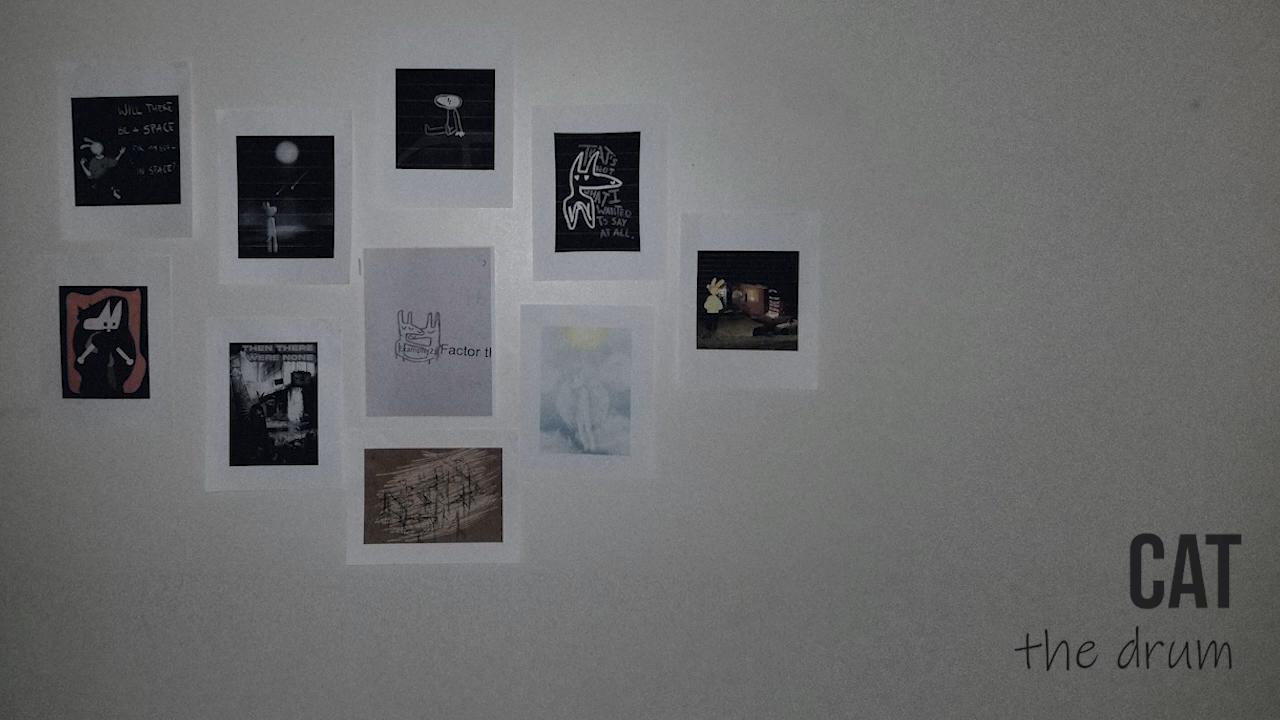 WILL THERE
BE A SPACE
IN SPACE?
THAT'S
NOT
WHAT I
WANTED
TO SAY
AT ALL.
Factor
THEN THERE
WERE NONE
CAT
the drum